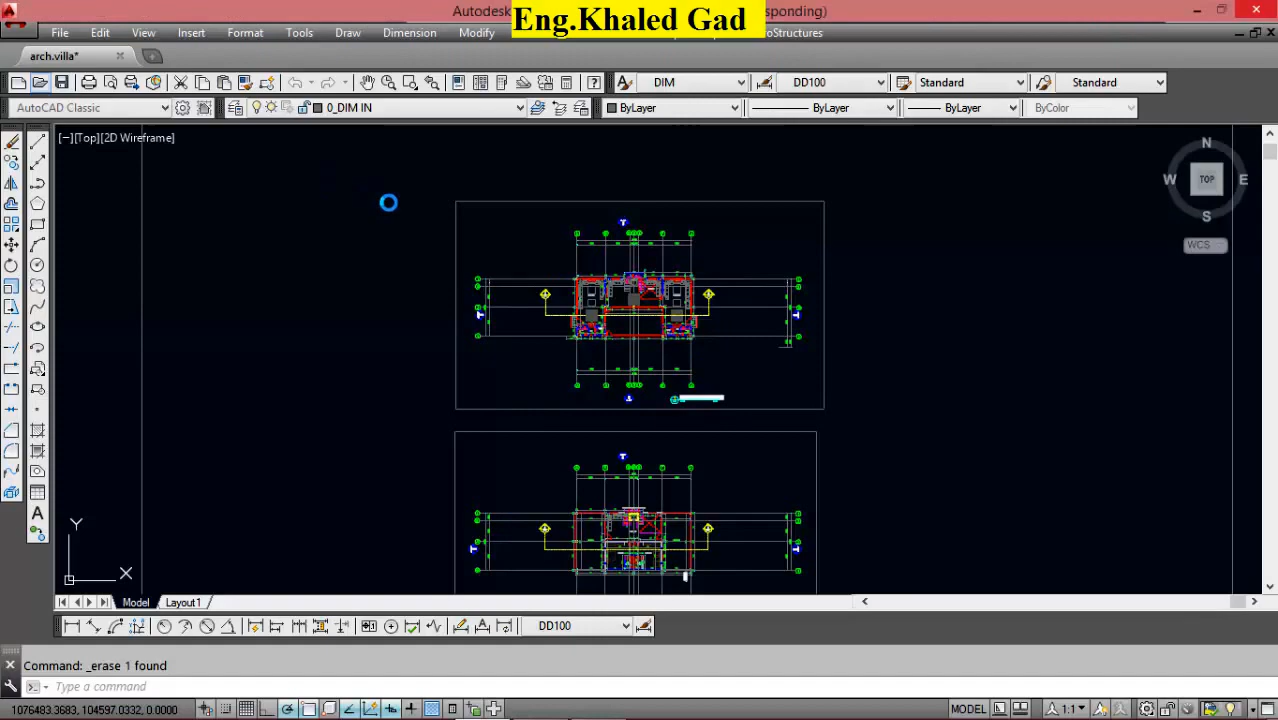 Autodesk
Eng.Khaled Gad
sponding)
File Edit View Insert Format Tools Draw Dimension Modify
oStructures
arch.villa*
DIM DD100 Standard Standard
AutoCAD Classic 0_DIM IN ByLayer ByLayer ByLayer ByColor
[−][Top][2D Wireframe]
N
W TOP E
S
WCS
Y
X
Model Layout1
DD100
Command: _erase 1 found
Type a command
1076483.3683, 104597.0332, 0.0000 MODEL 1:1